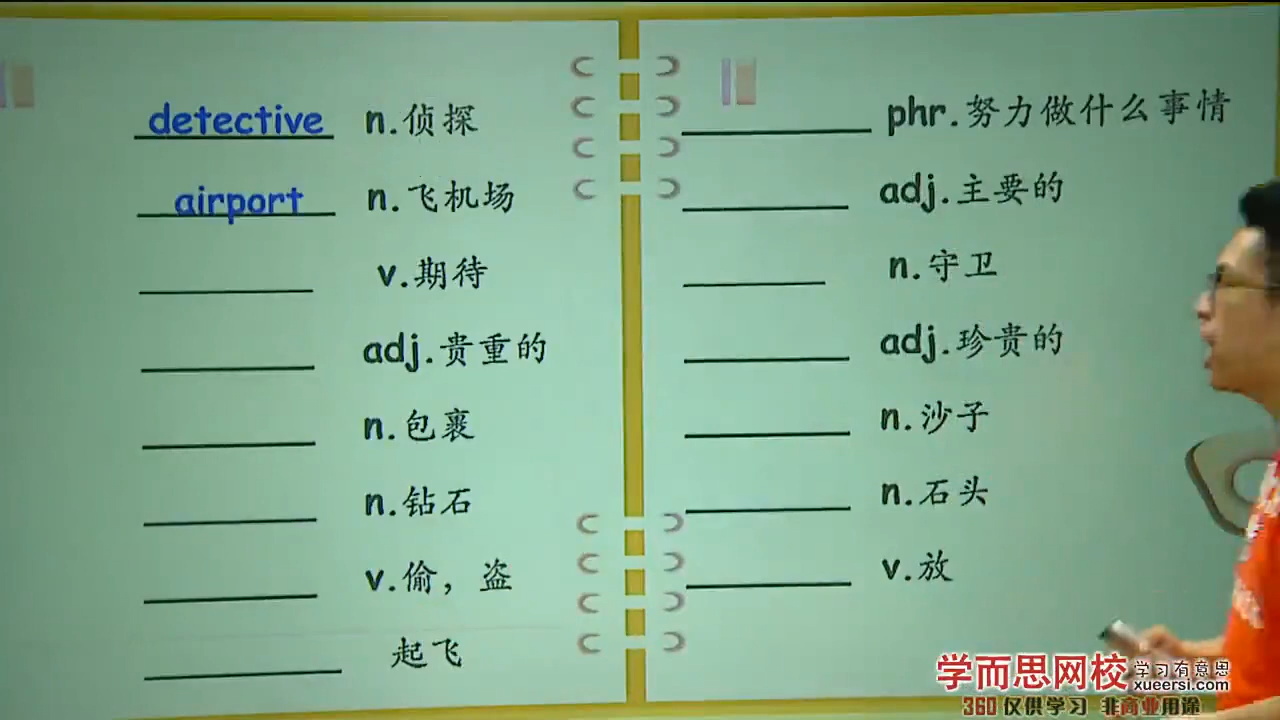 detective n.侦探
airport n.飞机场
v.期待
adj.贵重的
n.包裹
n.钻石
v.偷，盗
起飞
phr.努力做什么事情
adj.主要的
n.守卫
adj.珍贵的
n.沙子
n.石头
v.放
学而思网校 学习有意思
xueersi.com
360 仅供学习 非商业用途